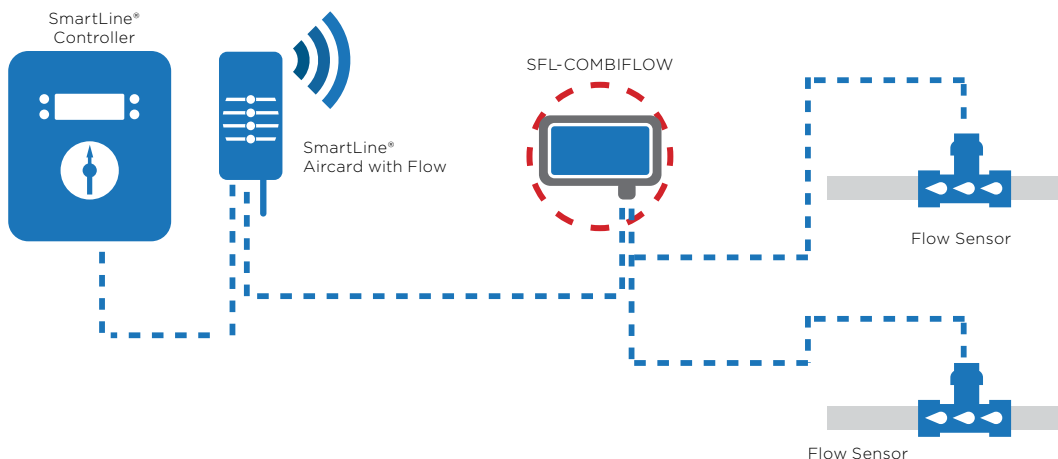 SmartLine®
Controller
SmartLine®
Aircard with Flow
SFL-COMBIFLOW
Flow Sensor
Flow Sensor